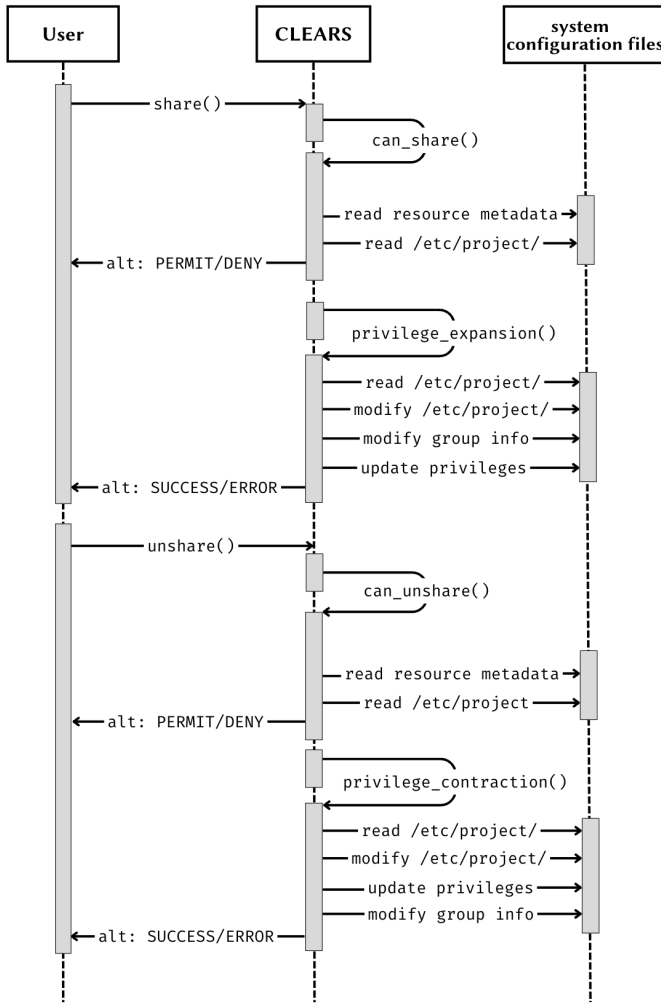 User
CLEARS
system
configuration files
share()
can_share()
read resource metadata
read /etc/project/
alt: PERMIT/DENY
privilege_expansion()
read /etc/project/
modify /etc/project/
modify group info
update privileges
alt: SUCCESS/ERROR
unshare()
can_unshare()
read resource metadata
read /etc/project
alt: PERMIT/DENY
privilege_contraction()
read /etc/project/
modify /etc/project/
update privileges
modify group info
alt: SUCCESS/ERROR